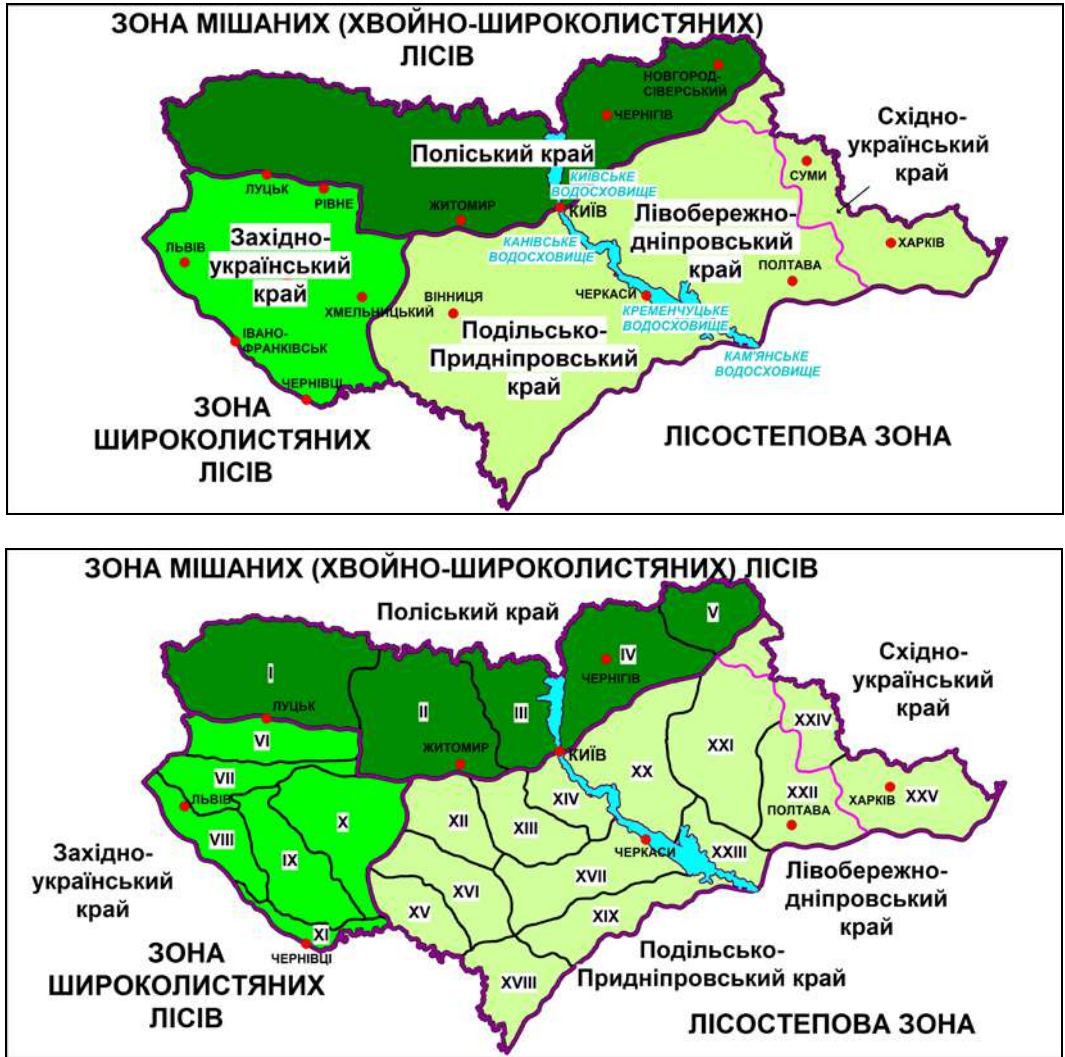 ЗОНА МІШАНИХ (ХВОЙНО-ШИРОКОЛИСТЯНИХ)
ЛІСІВ
НОВГОРОД-
СІВЕРСЬКИЙ
ЧЕРНІГІВ
Східно-
український
край
Поліський край
СУМИ
КИЇВСЬКЕ
ВОДОСХОВИЩЕ
ЛУЦЬК
РІВНЕ
ЖИТОМИР
КИЇВ
Лівобережно-
дніпровський
край
Західно-
український
край
ЛЬВІВ
КАНІВСЬКЕ
ВОДОСХОВИЩЕ
ХАРКІВ
ПОЛТАВА
ХМЕЛЬНИЦЬКИЙ
ВІННИЦЯ
ЧЕРКАСИ
КРЕМЕНЧУЦЬКЕ
ВОДОСХОВИЩЕ
Подільсько-
Придніпровський
край
ІВАНО-
ФРАНКІВСЬК
КАМ'ЯНСЬКЕ
ВОДОСХОВИЩЕ
ЧЕРНІВЦІ
ЗОНА
ШИРОКОЛИСТЯНИХ
ЛІСІВ
ЛІСОСТЕПОВА ЗОНА
ЗОНА МІШАНИХ (ХВОЙНО-ШИРОКОЛИСТЯНИХ) ЛІСІВ
Поліський край
V
IV
ЧЕРНІГІВ
Східно-
український
край
I
II
III
ЛУЦЬК
VI
ЖИТОМИР
КИЇВ
XXIV
XXI
XX
VII
ЛЬВІВ
XIV
XXII
ПОЛТАВА
ХАРКІВ
XXV
VIII
X
XII
XIII
IX
ЧЕРКАСИ
XXIII
Західно-
український
край
XV
XVI
XVII
XIX
Лівобережно-
дніпровський
край
XI
ЧЕРНІВЦІ
XVIII
Подільсько-
Придніпровський край
ЗОНА
ШИРОКОЛИСТЯНИХ
ЛІСІВ
ЛІСОСТЕПОВА ЗОНА